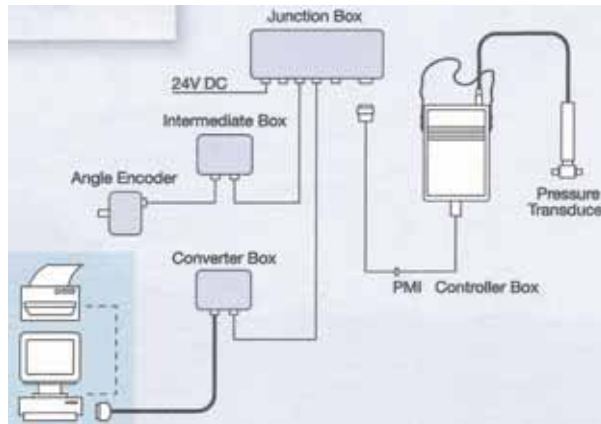 Junction Box
24V DC
Intermediate Box
Angle Encoder
Pressure
Transduce
Converter Box
PMI Controller Box